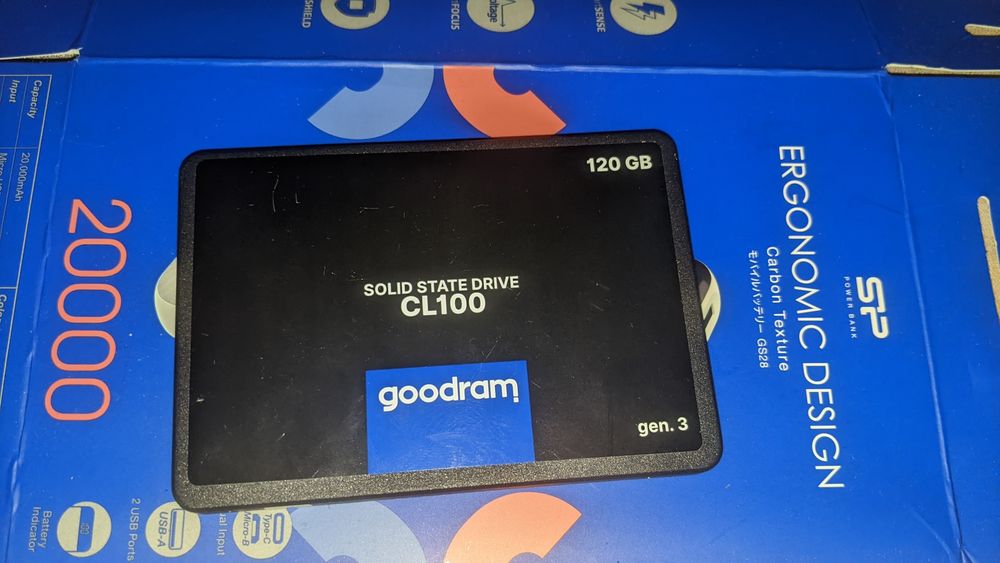 SHIELD
FOCUS
SENSE
Capacity
20,000mAh
Input
20000
120 GB
SOLID STATE DRIVE
CL100
goodram
gen. 3
ERGONOMIC DESIGN
Carbon Texture
モバイルバッテリー GS28
SP
POWER BANK
Battery
Indicator
USB-A
2 USB Ports
Type-C
Micro-B
Input